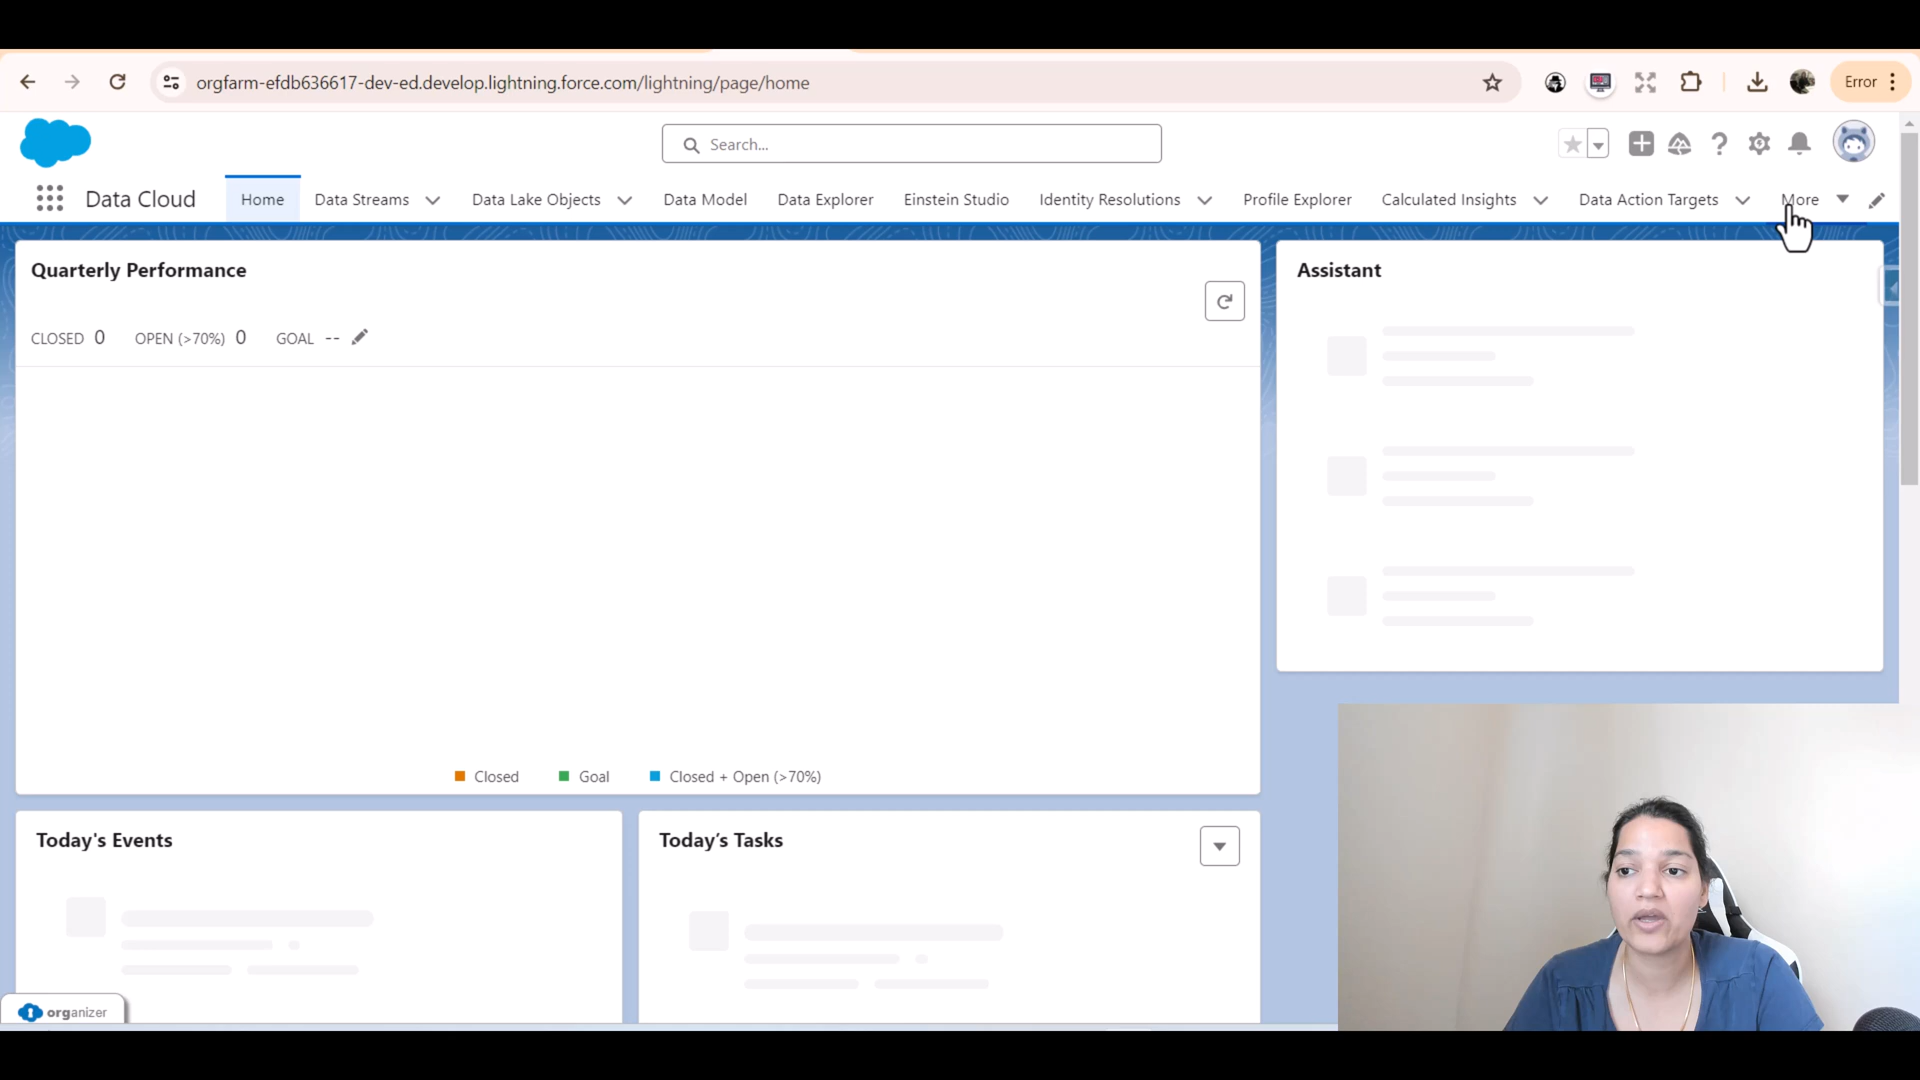 orgfarm-efdb636617-dev-ed.develop.lightning.force.com/lightning/page/home
Error
Search...
Data Cloud Home Data Streams Data Lake Objects Data Model Data Explorer Einstein Studio Identity Resolutions Profile Explorer Calculated Insights Data Action Targets More
Quarterly Performance
Assistant
CLOSED 0 OPEN (>70%) 0 GOAL --
Closed Goal Closed + Open (>70%)
Today's Events
Today's Tasks
organizer